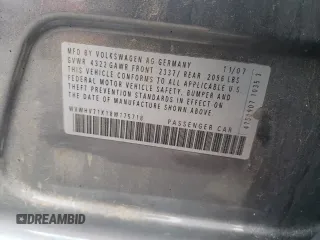 MFD BY VOLKSWAGEN AG GERMANY 11/07
GVWR 4322 GAWR FRONT 2337/ REAR 2096 LBS
THIS VEHICLE CONFORMS TO ALL APPLICABLE U.S
FEDERAL MOTOR VEHICLE SAFETY, BUMPER AND
THEFT PREVENTION STANDARDS IN EFFECT ON THE
DATE OF MANUFACTURE SHOWN ABOVE.
PASSENGER CAR
DREAMBID